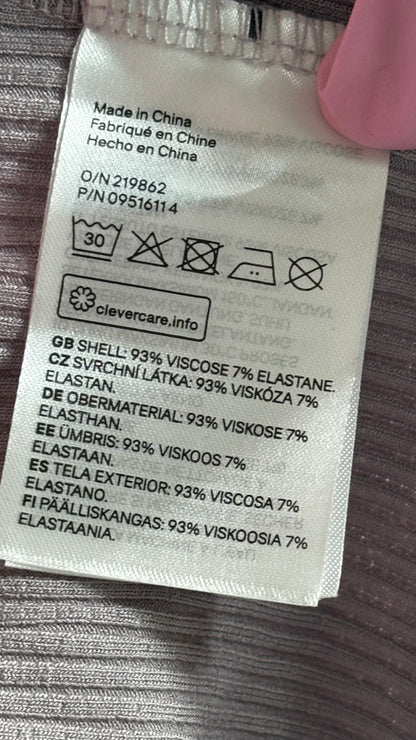 Made in China
Fabriqué en Chine
Hecho en China
O/N 219862
P/N 09516114
30
clevercare.info
GB SHELL: 93% VISCOSE 7% ELASTANE.
CZ SVRCHNÍ LÁTKA: 93% VISKÓZA 7%
ELASTAN.
DE OBERMATERIAL: 93% VISKOSE 7%
ELASTHAN.
EE ÜMBRIS: 93% VISKOOS 7%
ELASTAAN.
ES TELA EXTERIOR: 93% VISCOSA 7%
ELASTANO.
FI PÄÄLLISKANGAS: 93% VISKOOSIA 7%
ELASTAANIA.